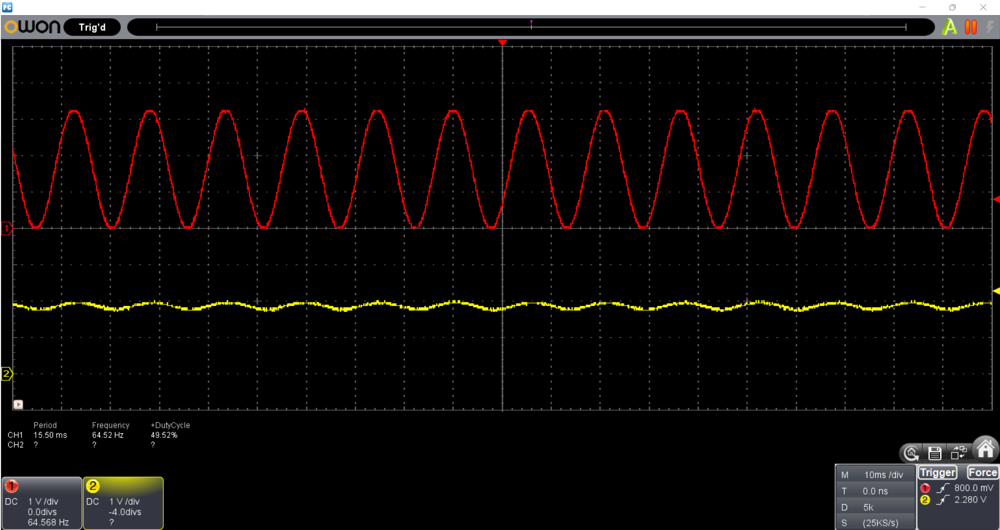 PC
owon Trig'd A
1
2
Period Frequency +DutyCycle
CH1 15.50 ms 64.52 Hz 49.52%
CH2 ? ? ?
1
DC 1 V /div
0.0divs
64.568 Hz
2
DC 1 V /div
-4.0divs
?
M 10ms /div
T 0.0 ns
D 5k
S (25KS/s)
Trigger Force
1 800.0 mV
2 2.280 V